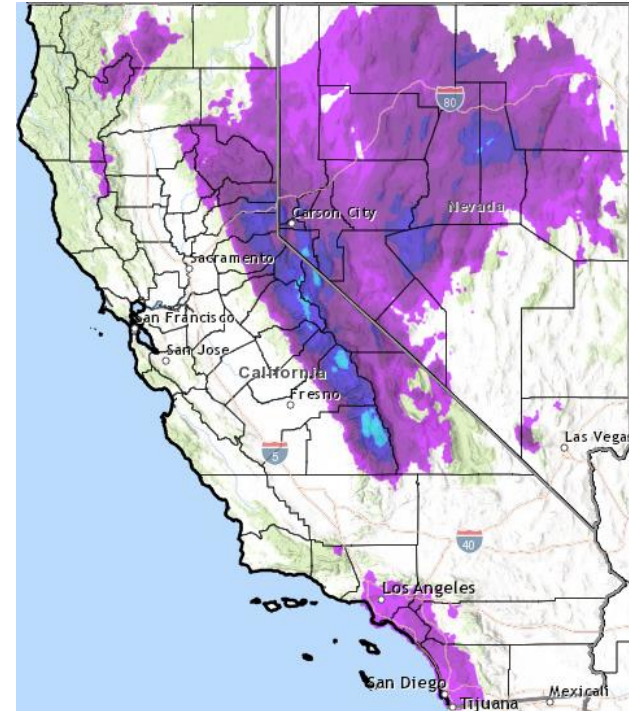 80
Carson City
Nevada
Sacramento
San Francisco
San Jose
California
Fresno
5
Las Vegas
40
Los Angeles
San Diego
Tijuana
Mexicali